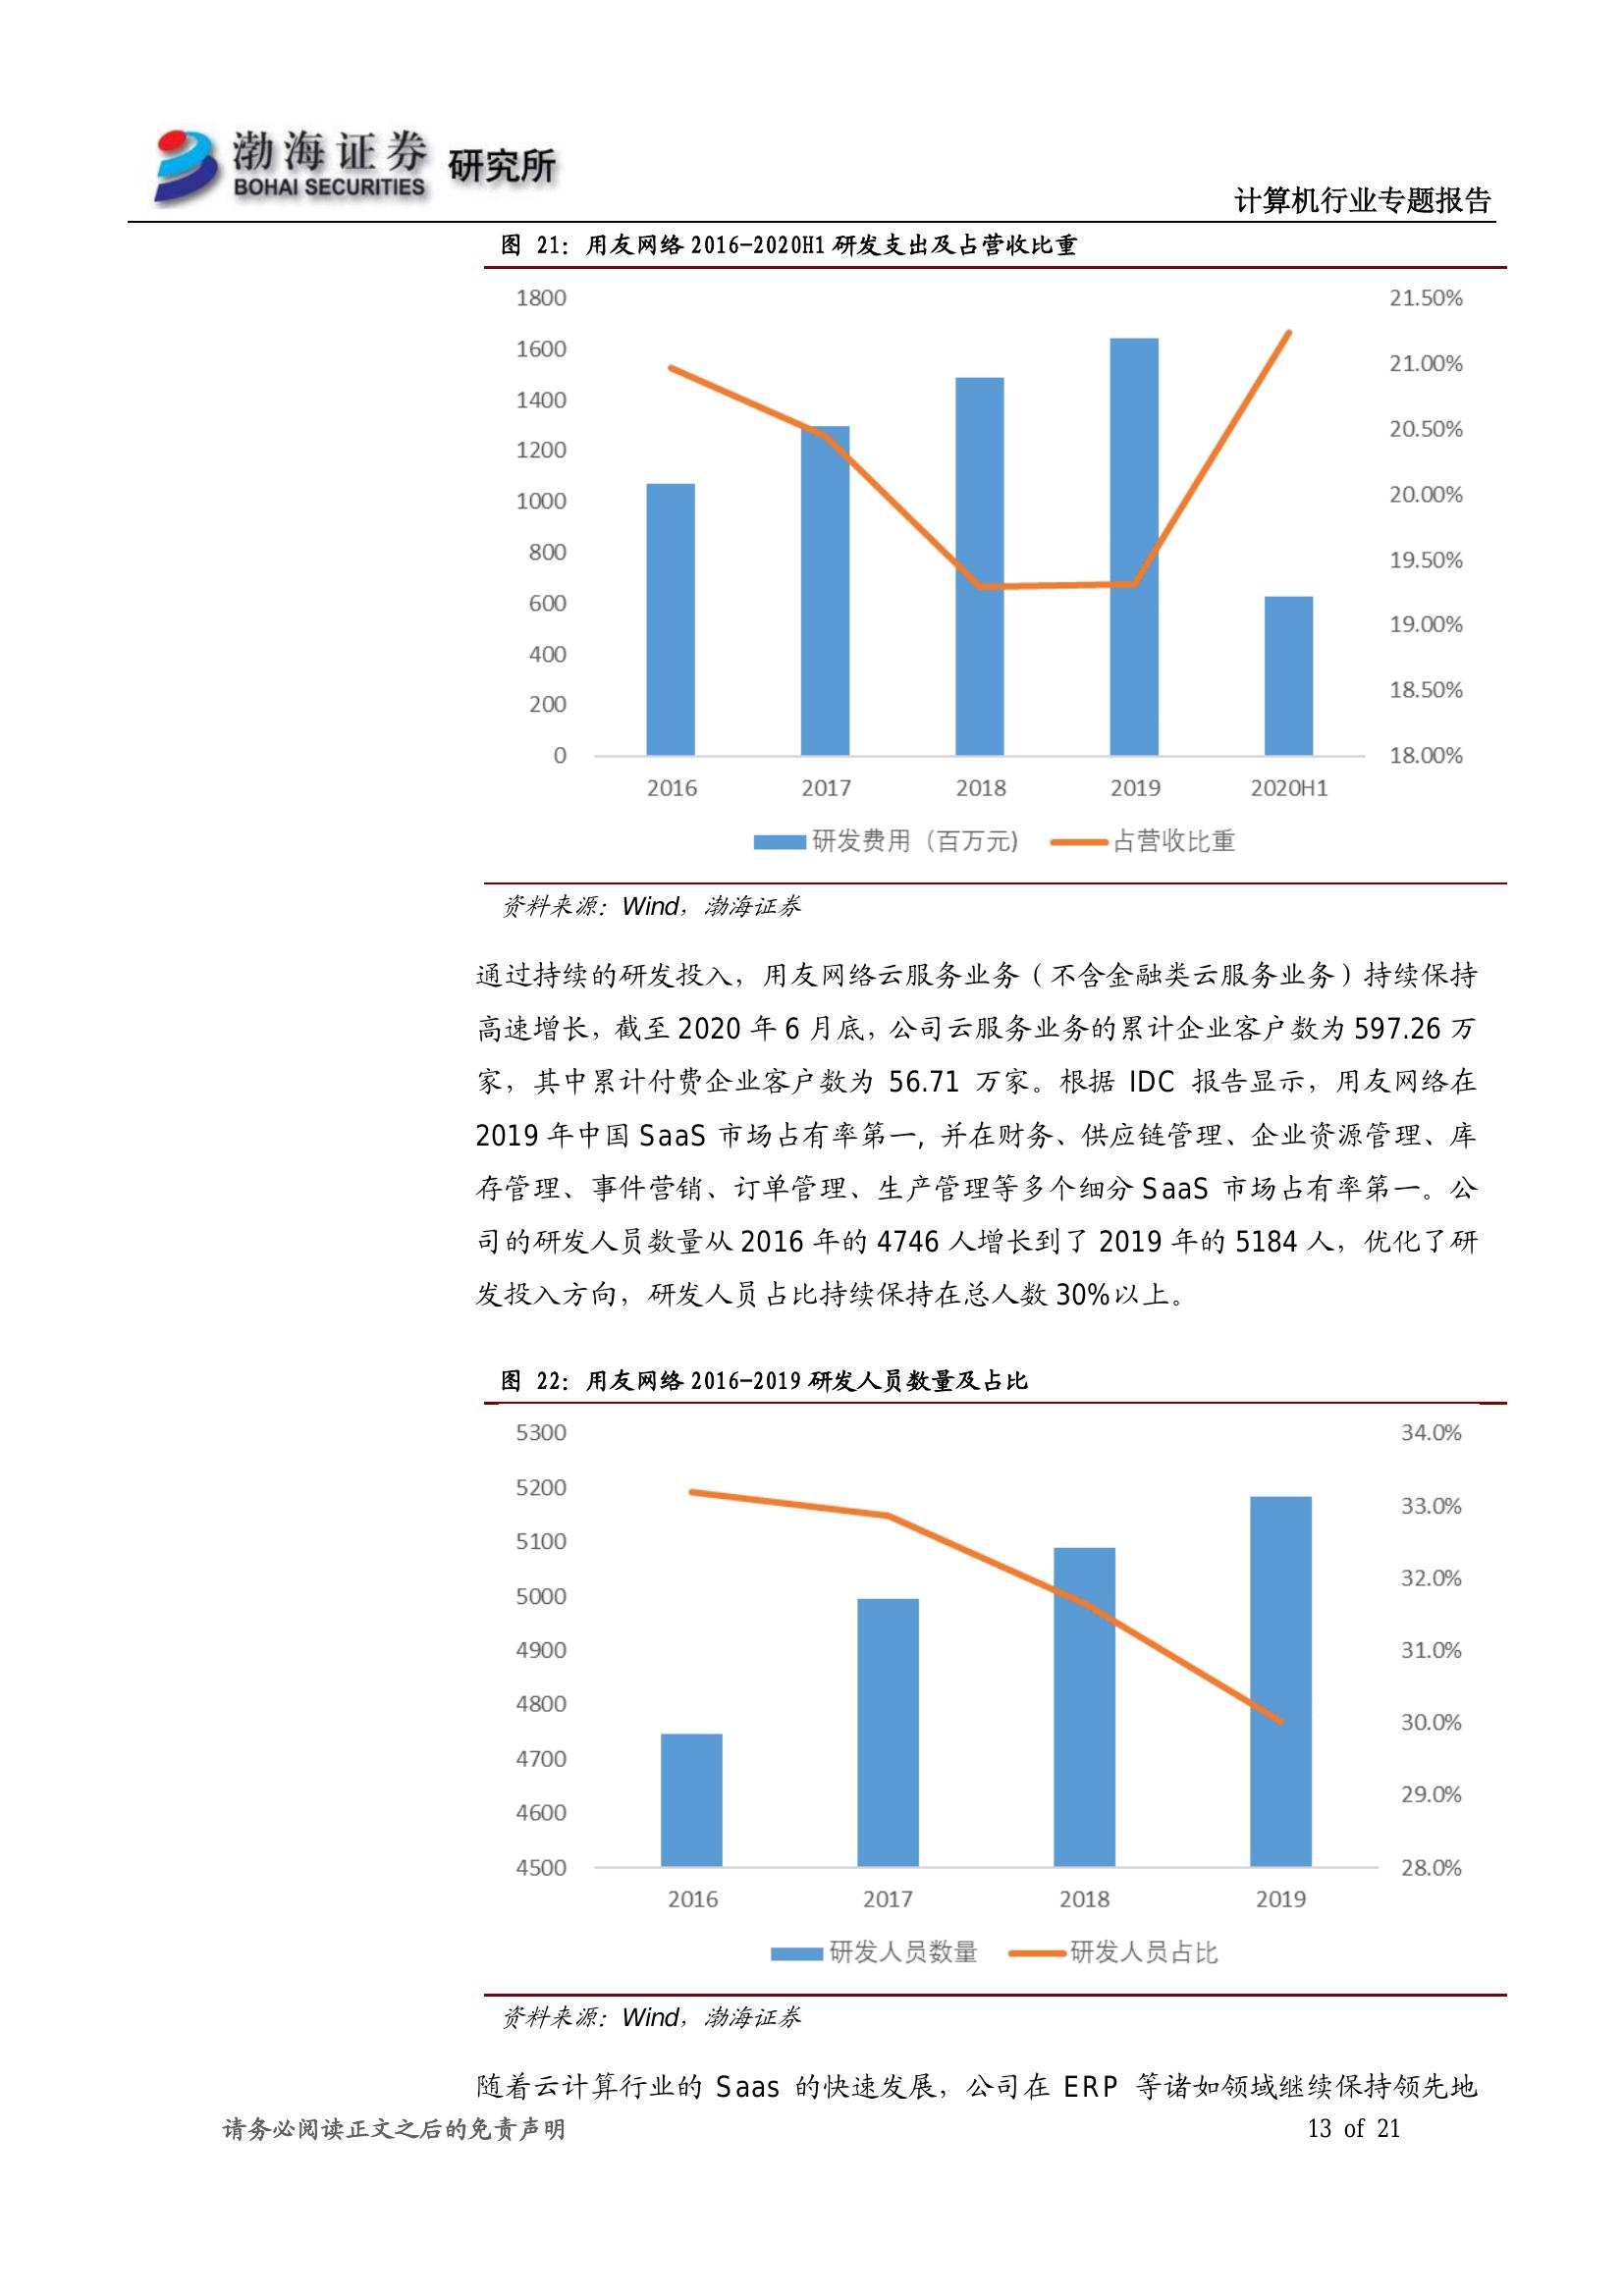 渤海证券 研究所
BOHAI SECURITIES
计算机行业专题报告
图 21：用友网络 2016-2020H1 研发支出及占营收比重
1800
1600
1400
1200
1000
800
600
400
200
0
21.50%
21.00%
20.50%
20.00%
19.50%
19.00%
18.50%
18.00%
2016 2017 2018 2019 2020H1
研发费用（百万元) 占营收比重
资料来源：Wind，渤海证券
通过持续的研发投入，用友网络云服务业务（不含金融类云服务业务）持续保持
高速增长，截至 2020 年 6 月底，公司云服务业务的累计企业客户数为 597.26 万
家，其中累计付费企业客户数为 56.71 万家。根据 IDC 报告显示，用友网络在
2019 年中国 SaaS 市场占有率第一, 并在财务、供应链管理、企业资源管理、库
存管理、事件营销、订单管理、生产管理等多个细分 SaaS 市场占有率第一。公
司的研发人员数量从 2016 年的 4746 人增长到了 2019 年的 5184 人，优化了研
发投入方向，研发人员占比持续保持在总人数 30%以上。
图 22：用友网络 2016-2019 研发人员数量及占比
5300
5200
5100
5000
4900
4800
4700
4600
4500
34.0%
33.0%
32.0%
31.0%
30.0%
29.0%
28.0%
2016 2017 2018 2019
研发人员数量 研发人员占比
资料来源：Wind，渤海证券
随着云计算行业的 Saas 的快速发展，公司在 ERP 等诸如领域继续保持领先地
请务必阅读正文之后的免责声明 13 of 21